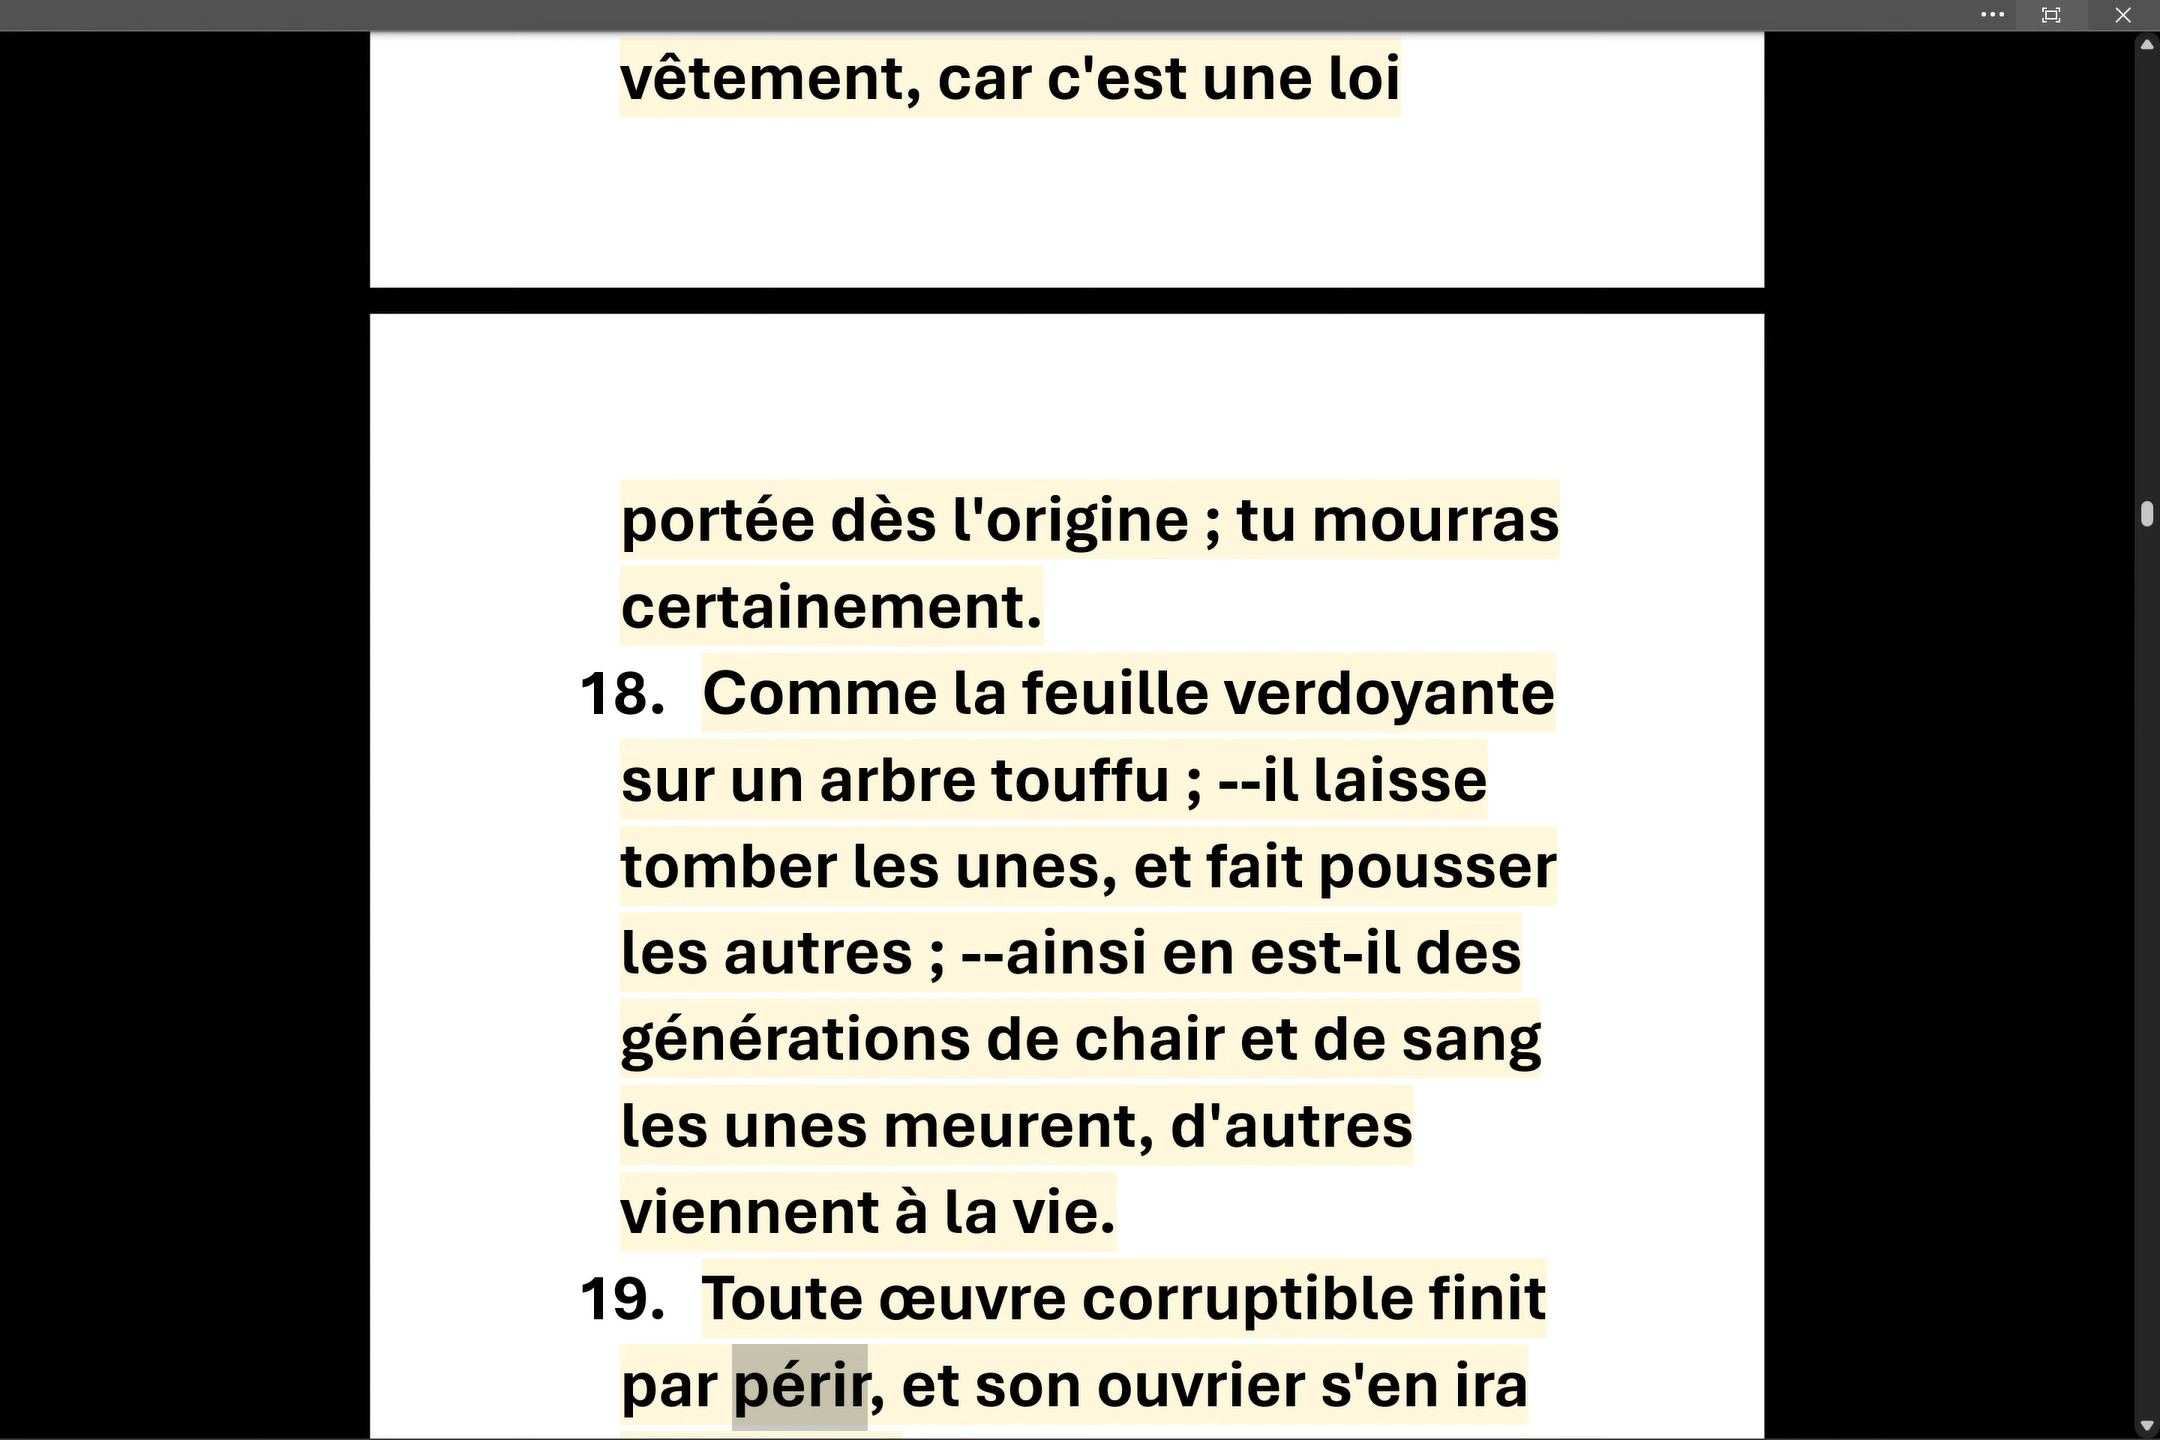 vêtement, car c'est une loi
portée dès l'origine ; tu mourras
certainement.
18. Comme la feuille verdoyante
sur un arbre touffu ; --il laisse
tomber les unes, et fait pousser
les autres ; --ainsi en est-il des
générations de chair et de sang
les unes meurent, d'autres
viennent à la vie.
19. Toute œuvre corruptible finit
par périr, et son ouvrier s'en ira